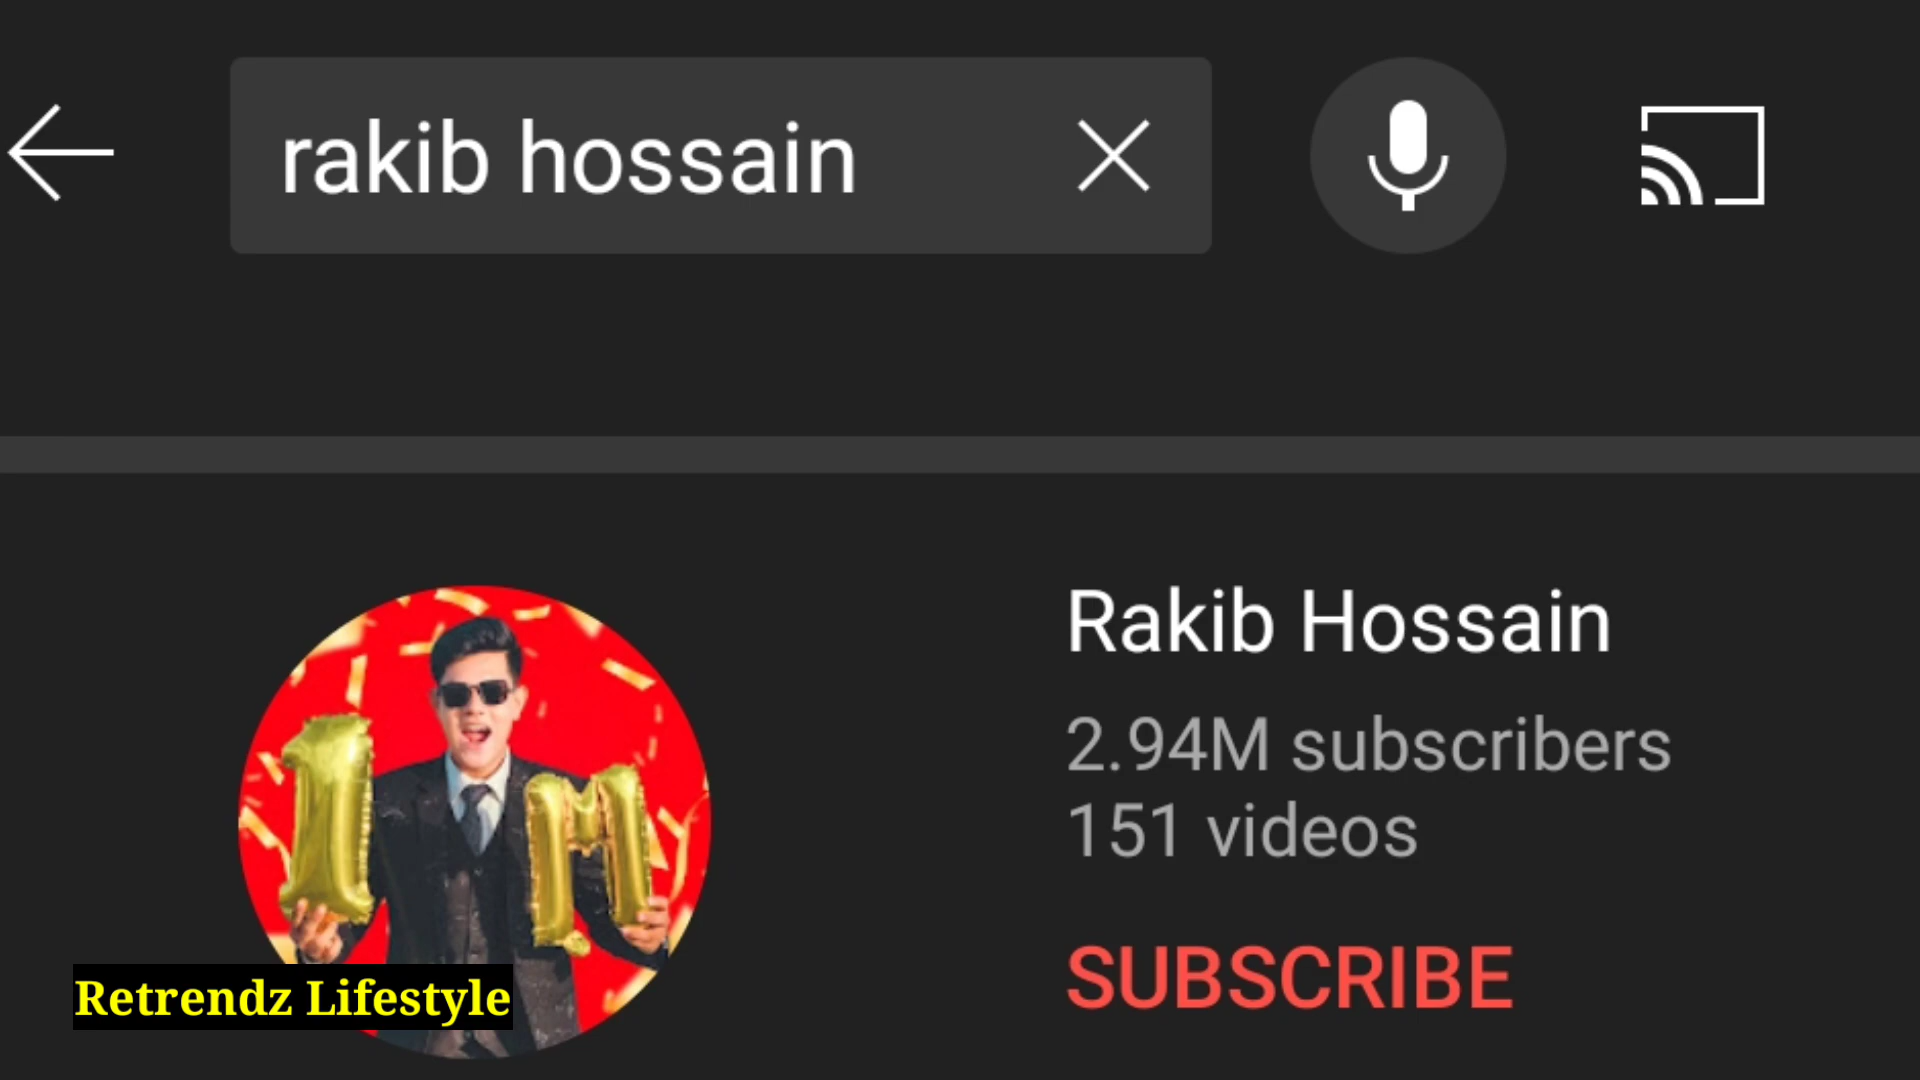 rakib hossain
Rakib Hossain
2.94M subscribers
151 videos
SUBSCRIBE
1M
Retrendz Lifestyle